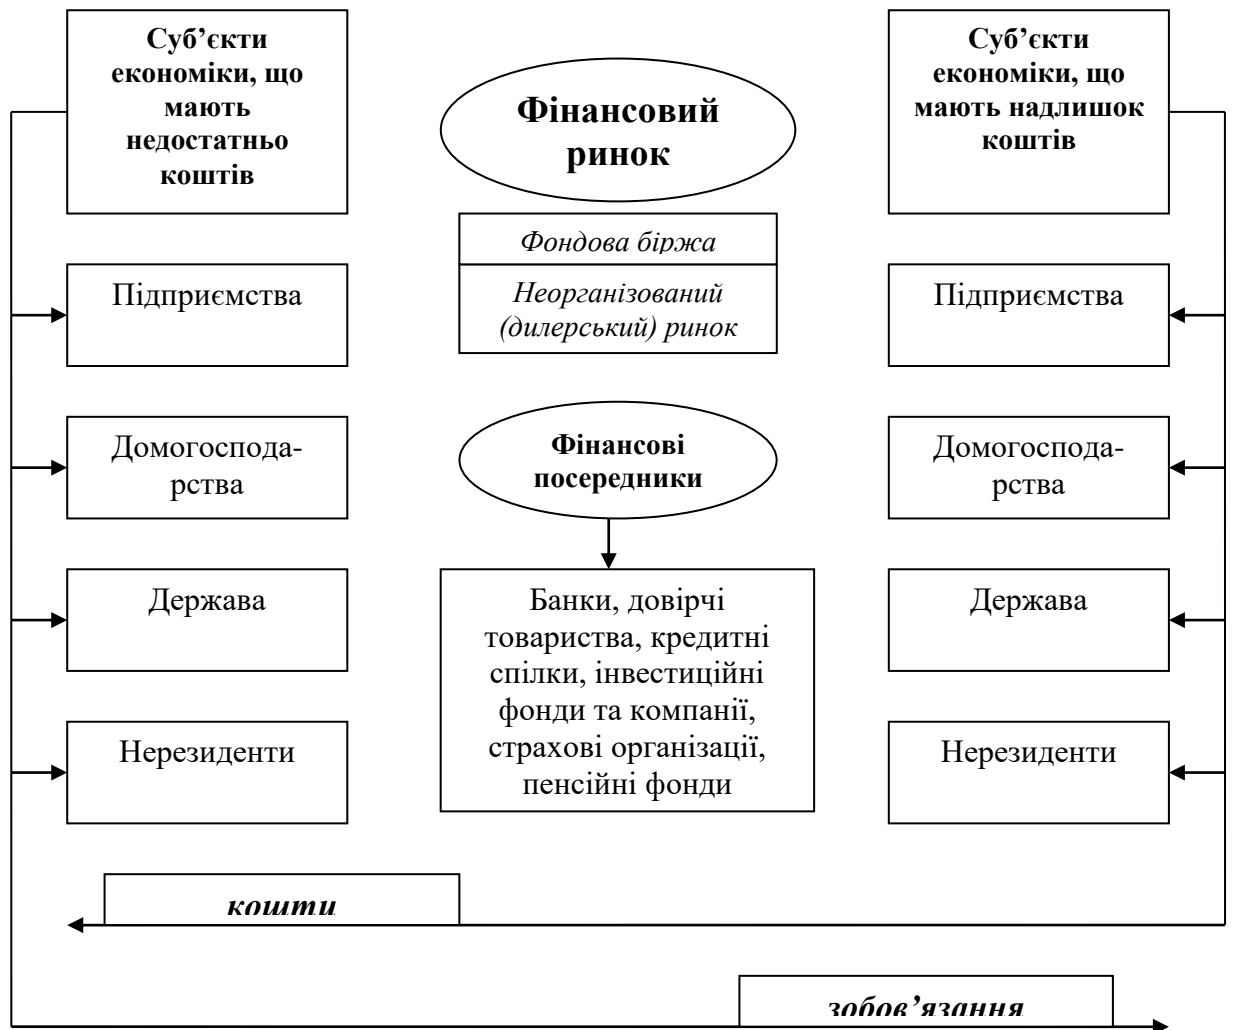 Суб’єкти
економіки, що
мають
недостатньо
коштів
Підприємства
Домогоспода-
рства
Держава
Нерезиденти
Фінансовий
ринок
Фондова біржа
Неорганізований
(дилерський) ринок
Фінансові
посередники
Банки, довірчі
товариства, кредитні
спілки, інвестиційні
фонди та компанії,
страхові організації,
пенсійні фонди
Суб’єкти
економіки, що
мають надлишок
коштів
Підприємства
Домогоспода-
рства
Держава
Нерезиденти
кошти
зобов’язання